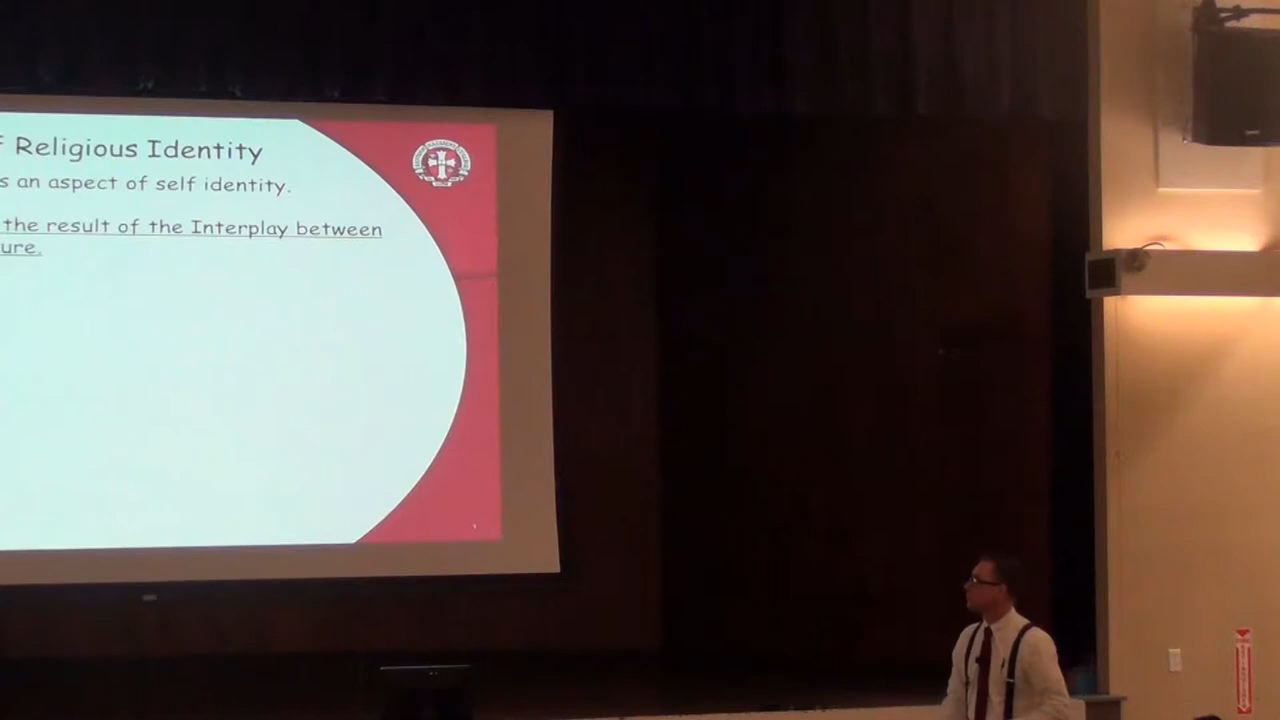 f Religious Identity
s an aspect of self identity.
the result of the Interplay between
ure.